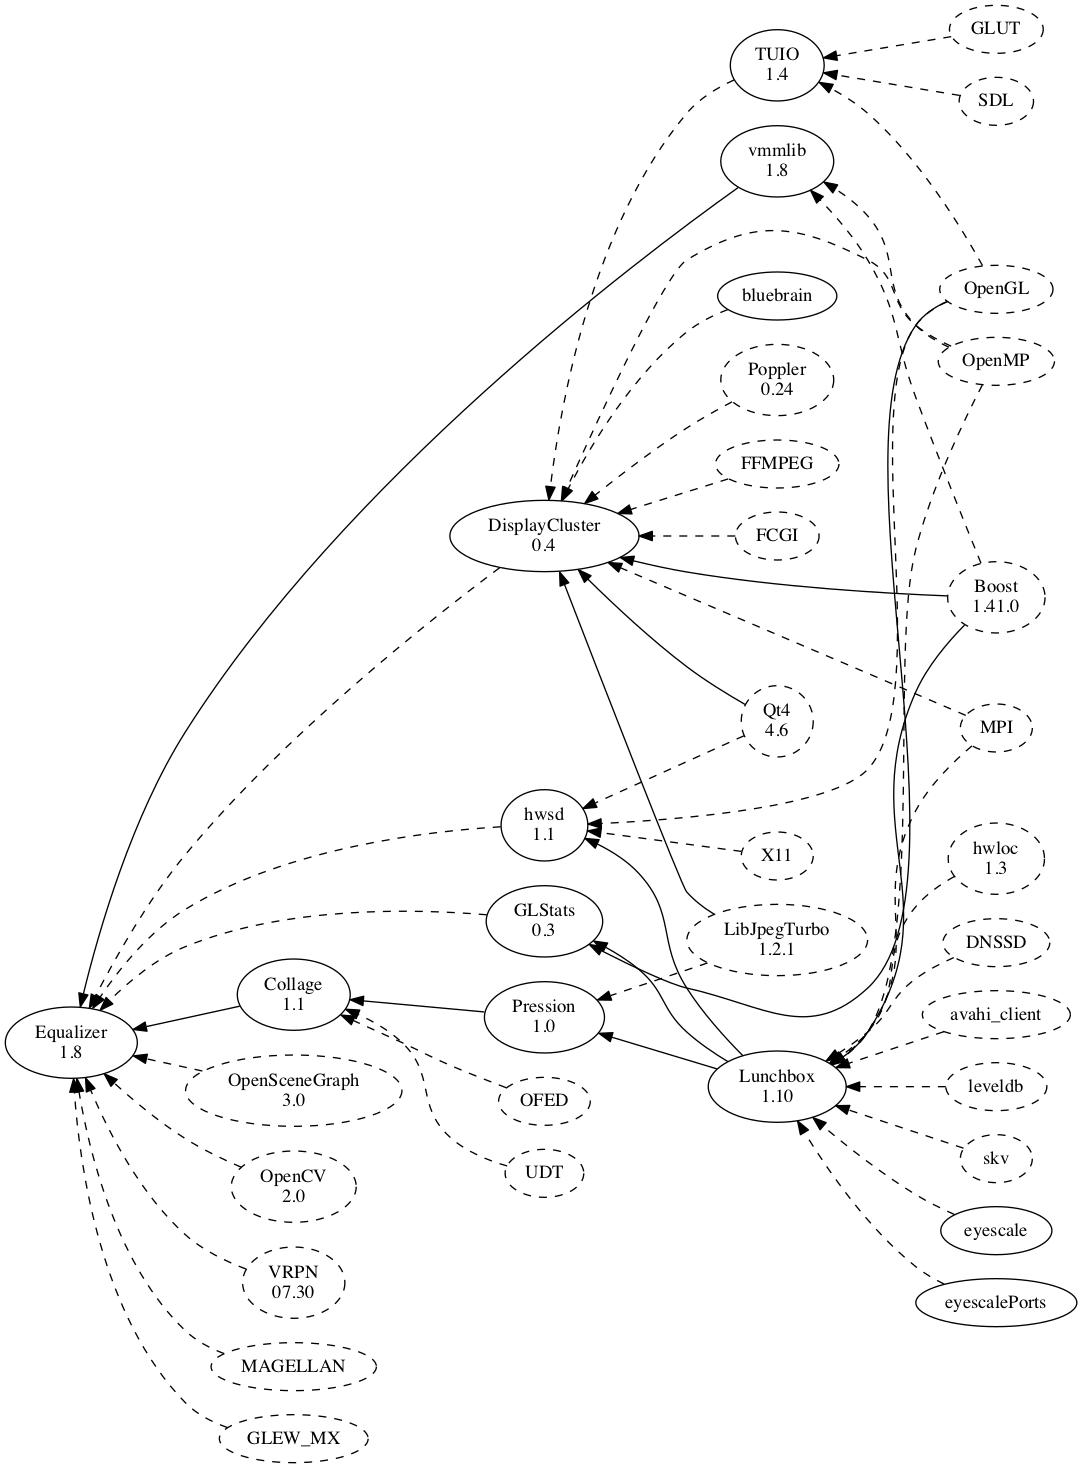 GLUT
TUIO
1.4
SDL
vmmlib
1.8
OpenGL
bluebrain
OpenMP
Poppler
0.24
FFMPEG
DisplayCluster
0.4
FCGI
Boost
1.41.0
Qt4
4.6
MPI
hwsd
1.1
X11
hwloc
1.3
GLStats
0.3
LibJpegTurbo
1.2.1
DNSSD
Collage
1.1
Pression
1.0
avahi_client
Equalizer
1.8
OpenSceneGraph
3.0
OFED
Lunchbox
1.10
leveldb
OpenCV
2.0
UDT
skv
eyescale
VRPN
07.30
eyescalePorts
MAGELLAN
GLEW_MX